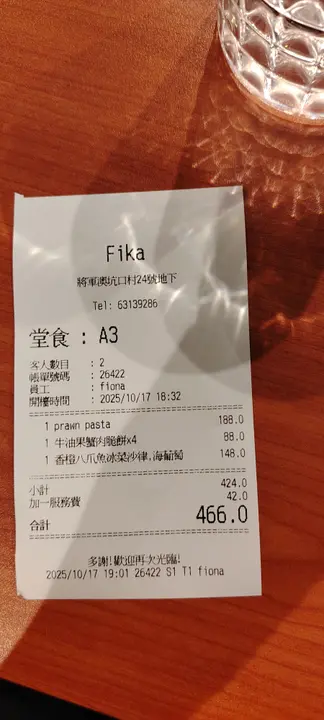 Fika
將軍澳坑口村24號地下
Tel: 63139286
堂食 : A3
客人數目 : 2
帳單號碼 : 26422
員工 : fiona
開檯時間 : 2025/10/17 18:32
1 prawn pasta 188.0
1 牛油果蟹肉脆餅x4 88.0
1 香橙八爪魚冰菜沙律,海葡萄 148.0
小計 424.0
加一服務費 42.0
合計 466.0
多謝!歡迎再次光臨!
2025/10/17 19:01 26422 S1 T1 fiona